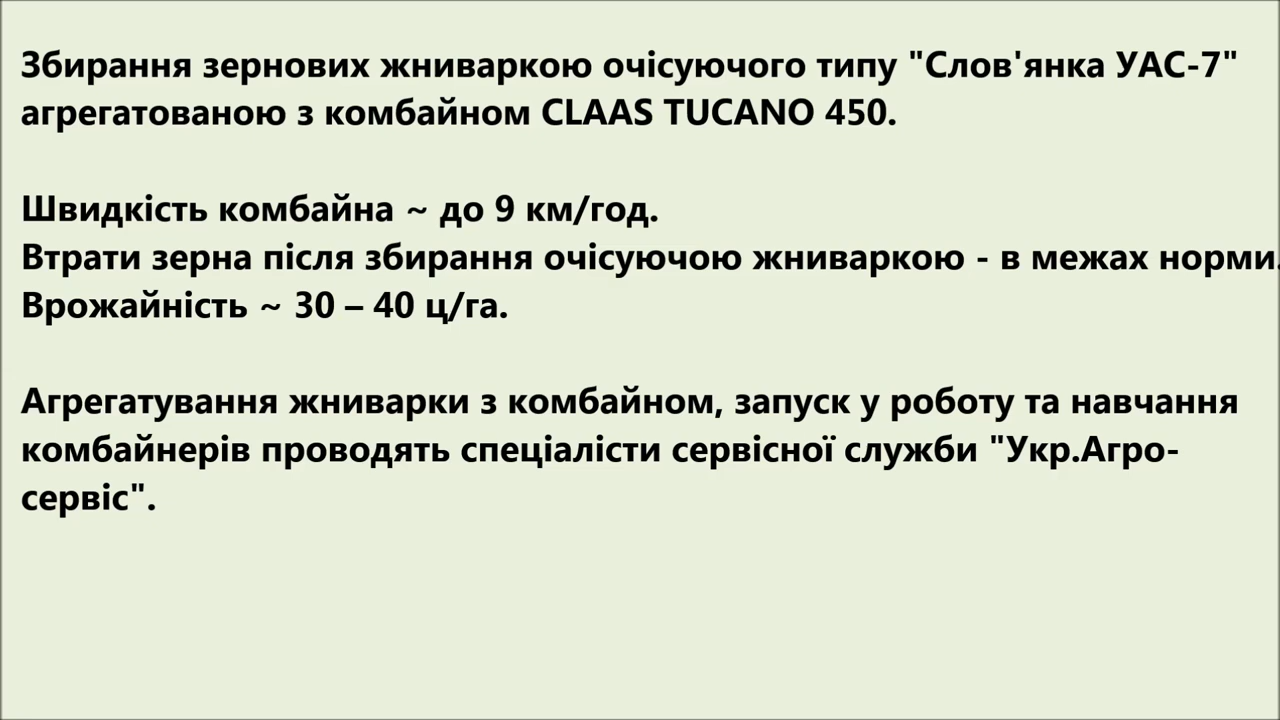 Збирання зернових жниваркою очісуючого типу "Слов'янка УАС-7"
агрегатованою з комбайном CLAAS TUCANO 450.
Швидкість комбайна ~ до 9 км/год.
Втрати зерна після збирання очісуючою жниваркою - в межах норми.
Врожайність ~ 30 – 40 ц/га.
Агрегатування жниварки з комбайном, запуск у роботу та навчання
комбайнерів проводять спеціалісти сервісної служби "Укр.Агро-
сервіс".